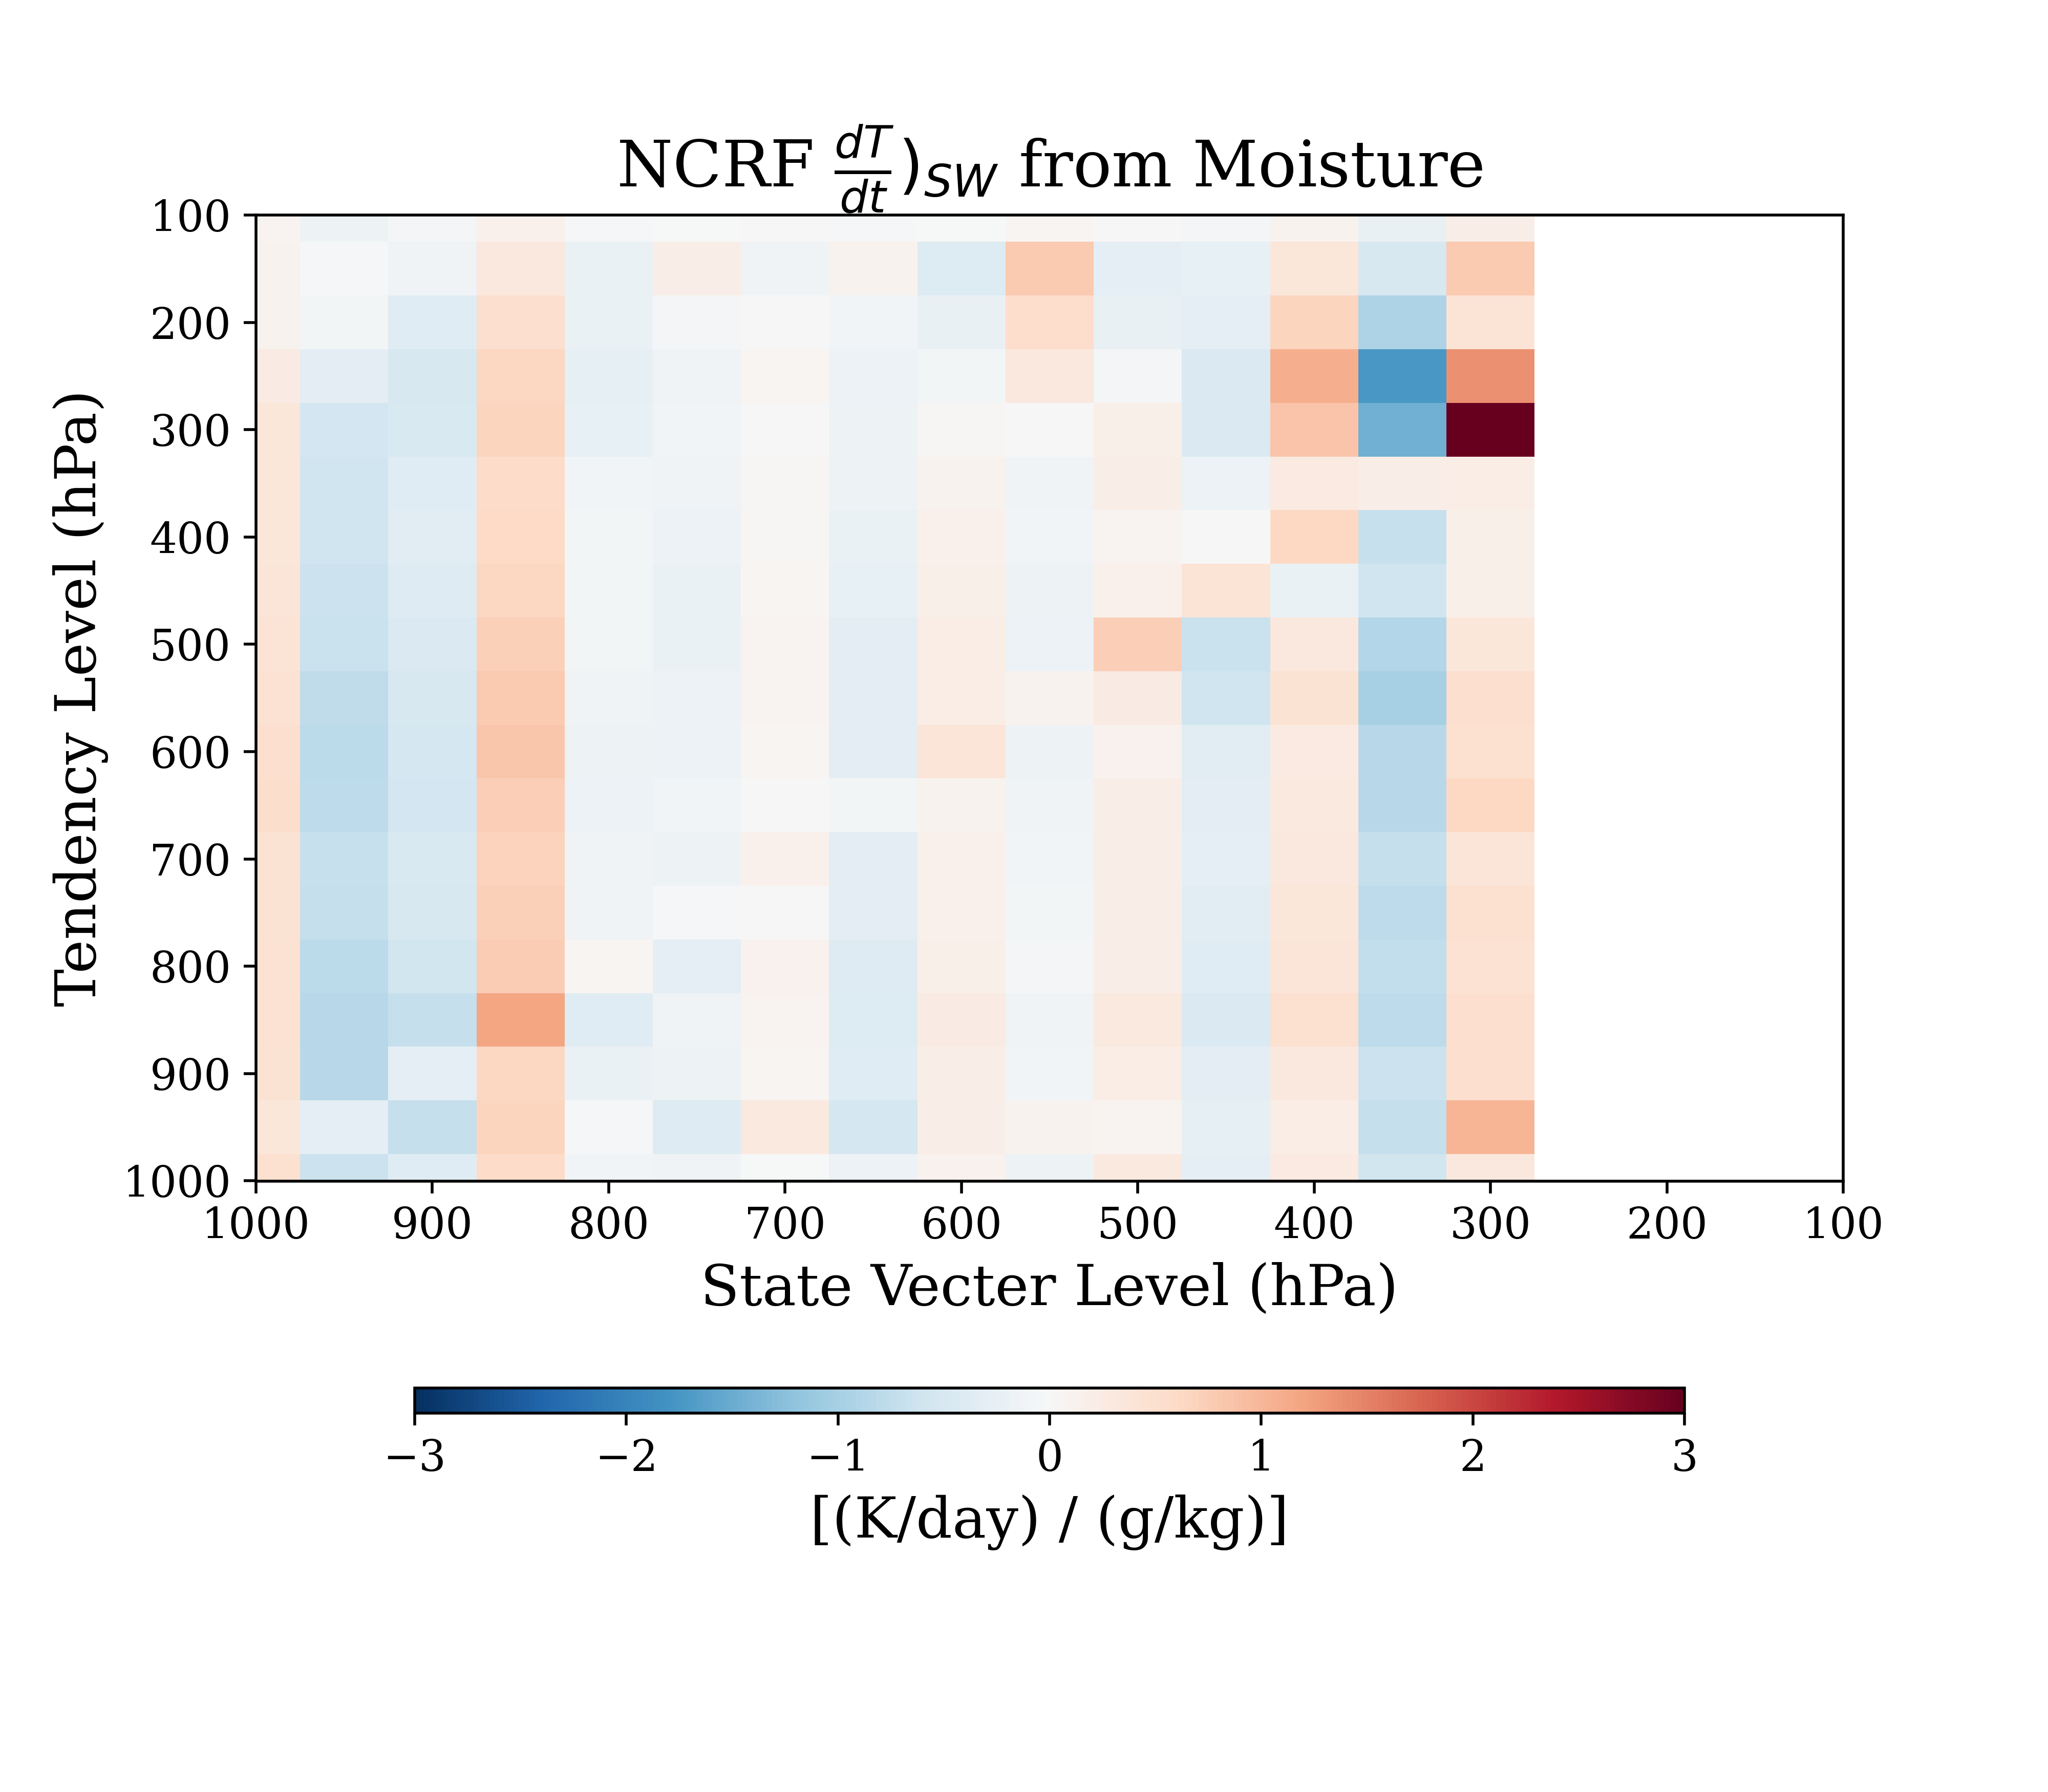 NCRF dT/dt)SW from Moisture
Tendency Level (hPa)
100
200
300
400
500
600
700
800
900
1000
1000 900 800 700 600 500 400 300 200 100
State Vecter Level (hPa)
−3 −2 −1 0 1 2 3
[(K/day) / (g/kg)]